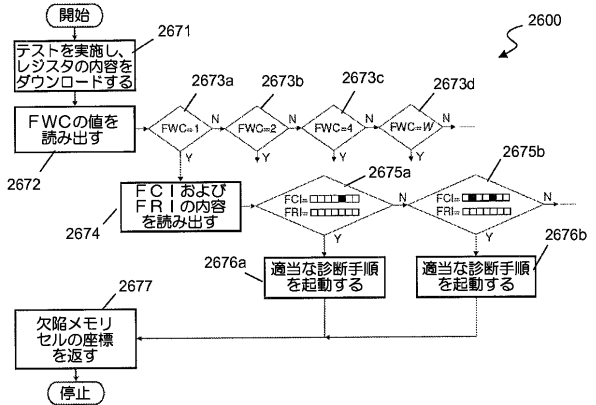 開始
2600
2671
テストを実施し、
レジスタの内容を
ダウンロードする
2673a
2673b
2673c
2673d
FWCの値を
読み出す
FWC=1
N
FWC=2
N
FWC=4
N
FWC=W
N
2672
Y
Y
Y
Y
2675a
2675b
FCIおよび
FRIの内容
を読み出す
FCI=
FRI=
N
FCI=
FRI=
N
2674
Y
Y
2676a
適当な診断手順
を起動する
適当な診断手順
を起動する
2676b
2677
欠陥メモリ
セルの座標
を返す
停止